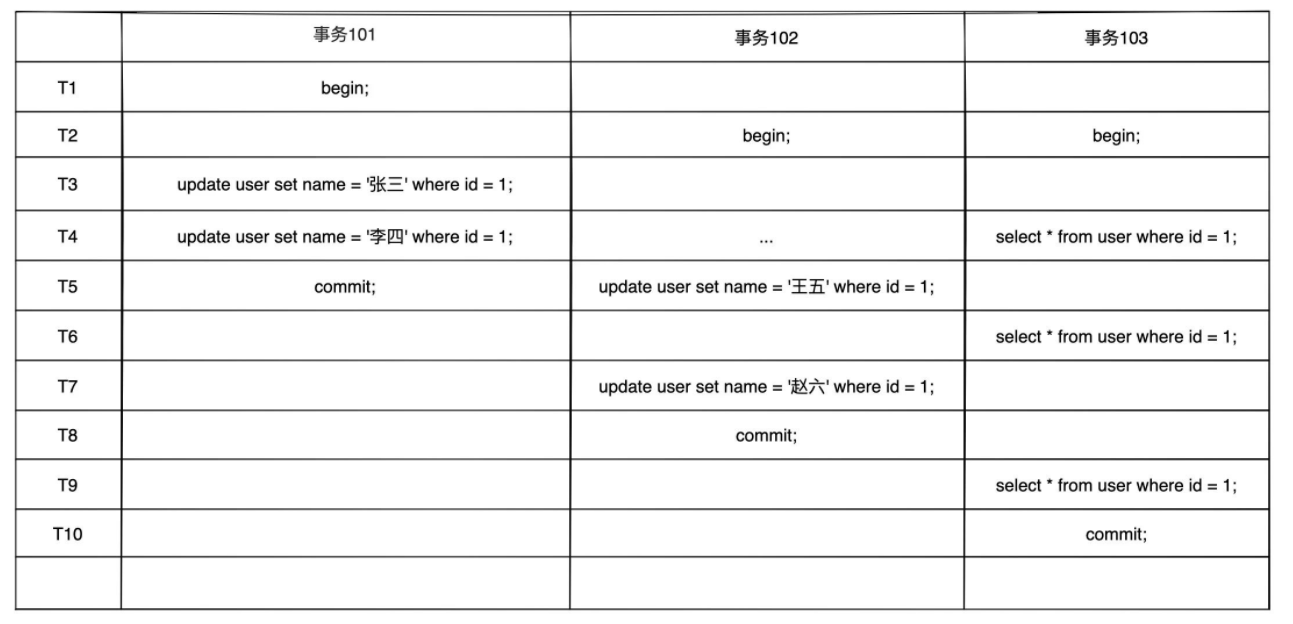 事务101 事务102 事务103
T1 begin;
T2 begin; begin;
T3 update user set name = '张三' where id = 1;
T4 update user set name = '李四' where id = 1; ... select * from user where id = 1;
T5 commit; update user set name = '王五' where id = 1;
T6 select * from user where id = 1;
T7 update user set name = '赵六' where id = 1;
T8 commit;
T9 select * from user where id = 1;
T10 commit;